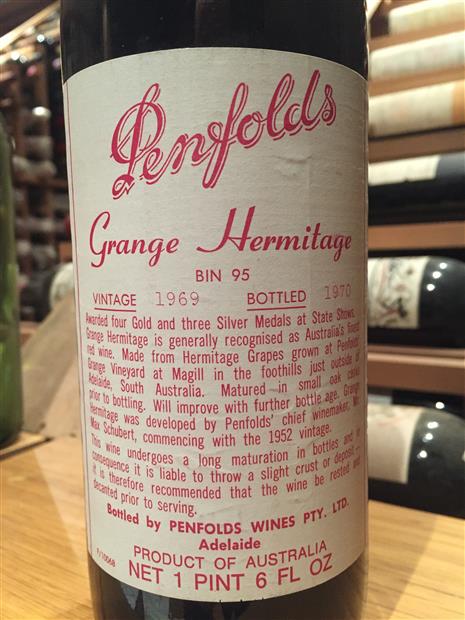 Penfolds
Grange Hermitage
BIN 95
VINTAGE 1969 BOTTLED 1970
Awarded four Gold and three Silver Medals at State Shows.
Grange Hermitage is generally recognised as Australia's finest
red wine. Made from Hermitage Grapes grown at Penfolds'
Grange Vineyard at Magill in the foothills just outside of
Adelaide, South Australia. Matured in small oak casks
prior to bottling. Will improve with further bottle age. Grange
Hermitage was developed by Penfolds' chief winemaker, Mr.
Max Schubert, commencing with the 1952 vintage.
This wine undergoes a long maturation in bottles and in
consequence it is liable to throw a slight crust or deposit —
it is therefore recommended that the wine be rested and
decanted prior to serving.
Bottled by PENFOLDS WINES PTY. LTD.
Adelaide
PRODUCT OF AUSTRALIA
NET 1 PINT 6 FL OZ